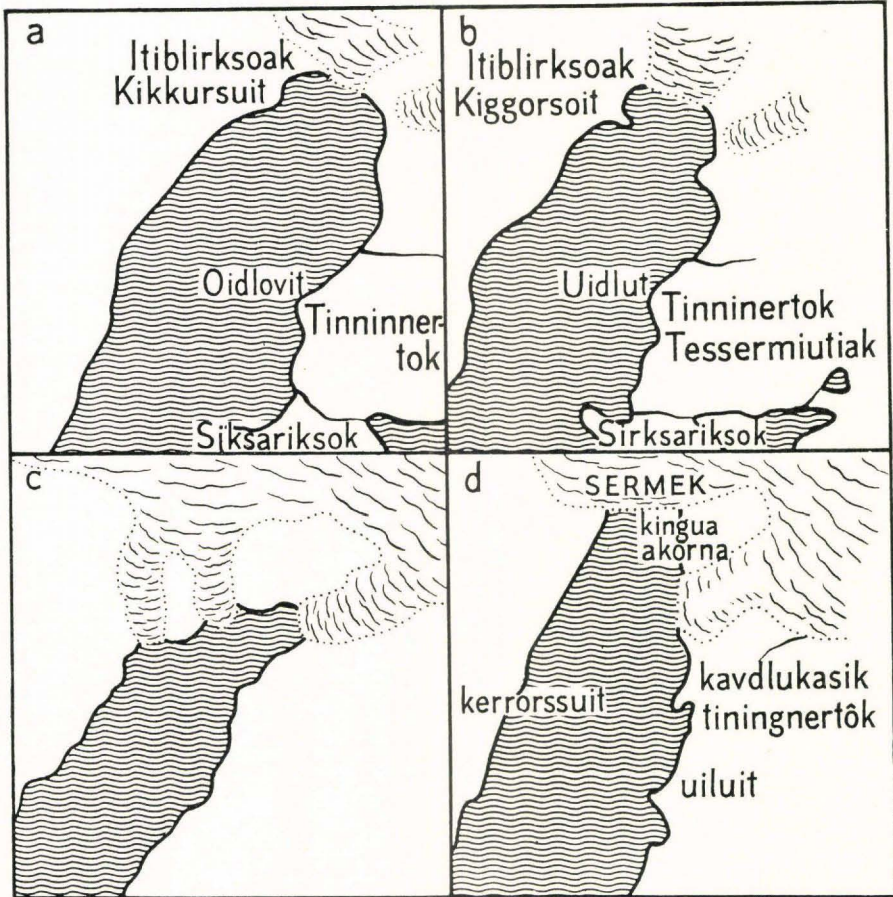 a
Itiblirksoak
Kikkursuit
Oidlovit
Tinninner-
tok
Siksariksok
b
Itiblirksoak
Kiggorsoit
Uidlut
Tinninertok
Tessermiutiak
Sirksariksok
c
d
SERMEK
kingua
akorna
kerrorssuit
kavdlukasik
tiningnertôk
uiluit